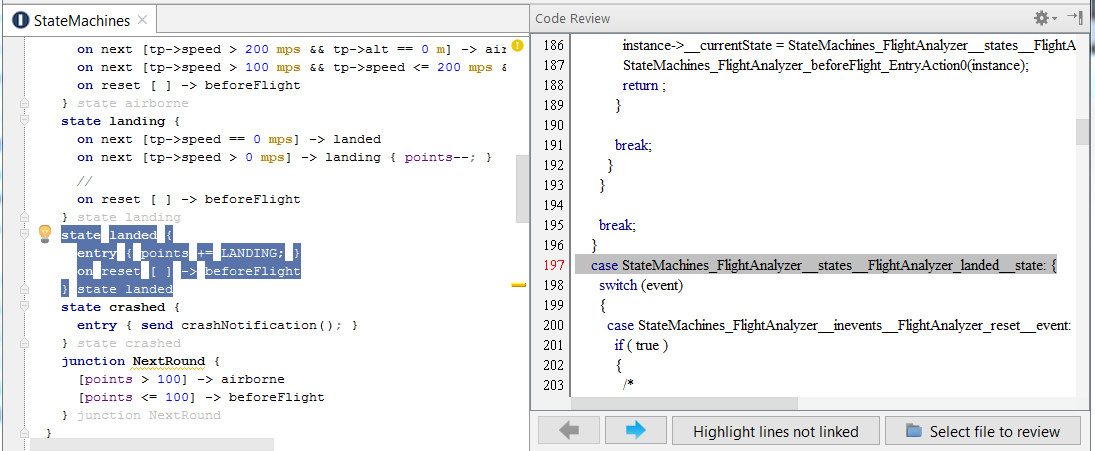 StateMachines
on next [tp->speed > 200 mps && tp->alt == 0 m] -> air
on next [tp->speed > 100 mps && tp->speed <= 200 mps &
on reset [ ] -> beforeFlight
} state airborne
state landing {
on next [tp->speed == 0 mps] -> landed
on next [tp->speed > 0 mps] -> landing { points--; }
//
on reset [ ] -> beforeFlight
} state landing
state landed {
entry { points += LANDING; }
on reset [ ] -> beforeFlight
} state landed
state crashed {
entry { send crashNotification(); }
} state crashed
junction NextRound {
[points > 100] -> airborne
[points <= 100] -> beforeFlight
} junction NextRound
}
Code Review
186 instance->__currentState = StateMachines_FlightAnalyzer__states__FlightA
187 StateMachines_FlightAnalyzer_beforeFlight_EntryAction0(instance);
188 return ;
189 }
190
191 break;
192 }
193 }
194
195 break;
196 }
197 case StateMachines_FlightAnalyzer__states__FlightAnalyzer_landed__state: {
198 switch (event)
199 {
200 case StateMachines_FlightAnalyzer__inevents__FlightAnalyzer_reset__event:
201 if ( true )
202 {
203 /*
Highlight lines not linked
Select file to review